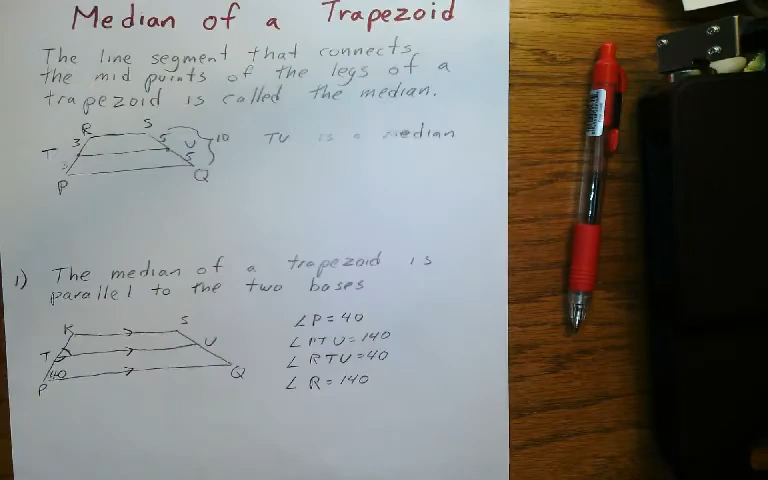 Median of a Trapezoid
The line segment that connects
the mid points of the legs of a
trapezoid is called the median.
R S
3 5 10
T U TU is a median
3 5
P Q
1) The median of a trapezoid is
parallel to the two bases
R S ∠P=40
T U ∠PTU=140
∠RTU=40
40 Q ∠R=140
P